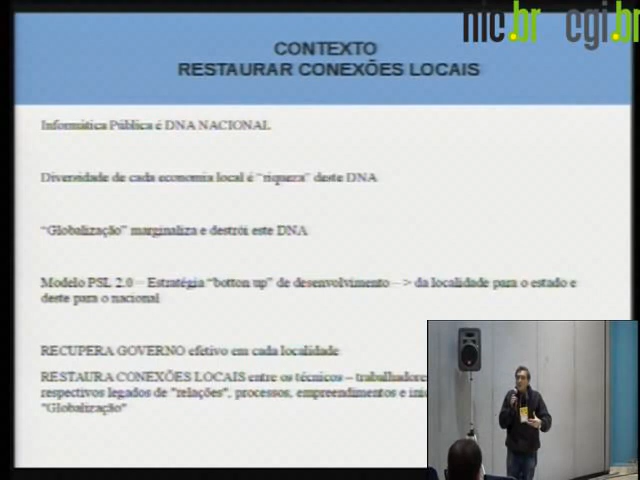 nic.br cgi.br
CONTEXTO
RESTAURAR CONEXÕES LOCAIS
Informática Pública é DNA NACIONAL
Diversidade de cada economia local é "riqueza" deste DNA
"Globalização" marginaliza e destrói este DNA
Modelo PSL 2.0 – Estratégia "botton up" de desenvolvimento – > da localidade para o estado e
deste para o nacional
RECUPERA GOVERNO efetivo em cada localidade
RESTAURA CONEXÕES LOCAIS entre os técnicos – trabalhadores
respectivos legados de "relações", processos, empreendimentos e
"Globalização"